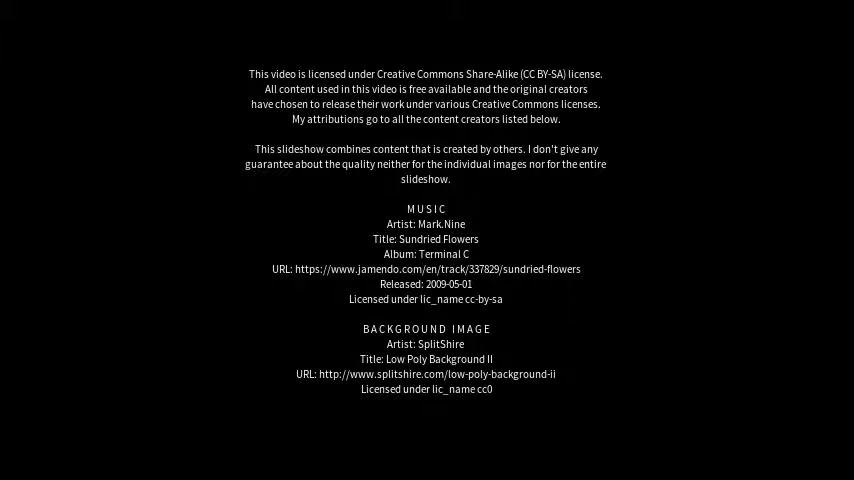 This video is licensed under Creative Commons Share-Alike (CC BY-SA) license.
All content used in this video is free available and the original creators
have chosen to release their work under various Creative Commons licenses.
My attributions go to all the content creators listed below.
This slideshow combines content that is created by others. I don't give any
guarantee about the quality neither for the individual images nor for the entire
slideshow.
MUSIC
Artist: Mark.Nine
Title: Sundried Flowers
Album: Terminal C
URL: https://www.jamendo.com/en/track/337829/sundried-flowers
Released: 2009-05-01
Licensed under lic_name cc-by-sa
BACKGROUND IMAGE
Artist: SplitShire
Title: Low Poly Background II
URL: http://www.splitshire.com/low-poly-background-ii
Licensed under lic_name cc0